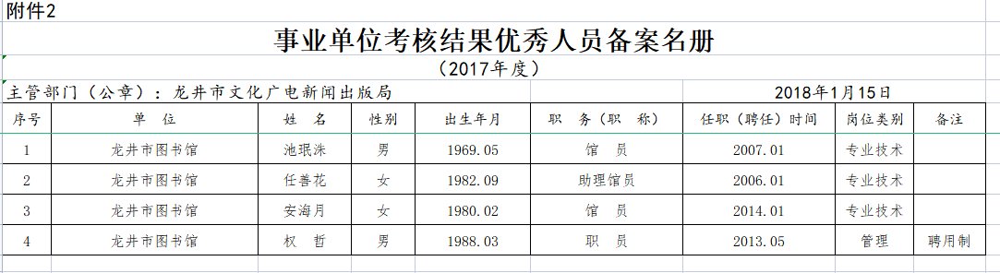 附件2
事业单位考核结果优秀人员备案名册
（2017年度）
主管部门（公章）：龙井市文化广电新闻出版局 2018年1月15日
序号 单 位 姓 名 性别 出生年月 职 务（职 称） 任职（聘任）时间 岗位类别 备注
1 龙井市图书馆 池珉洙 男 1969.05 馆 员 2007.01 专业技术
2 龙井市图书馆 任善花 女 1982.09 助理馆员 2006.01 专业技术
3 龙井市图书馆 安海月 女 1980.02 馆 员 2014.01 专业技术
4 龙井市图书馆 权 哲 男 1988.03 职 员 2013.05 管理 聘用制